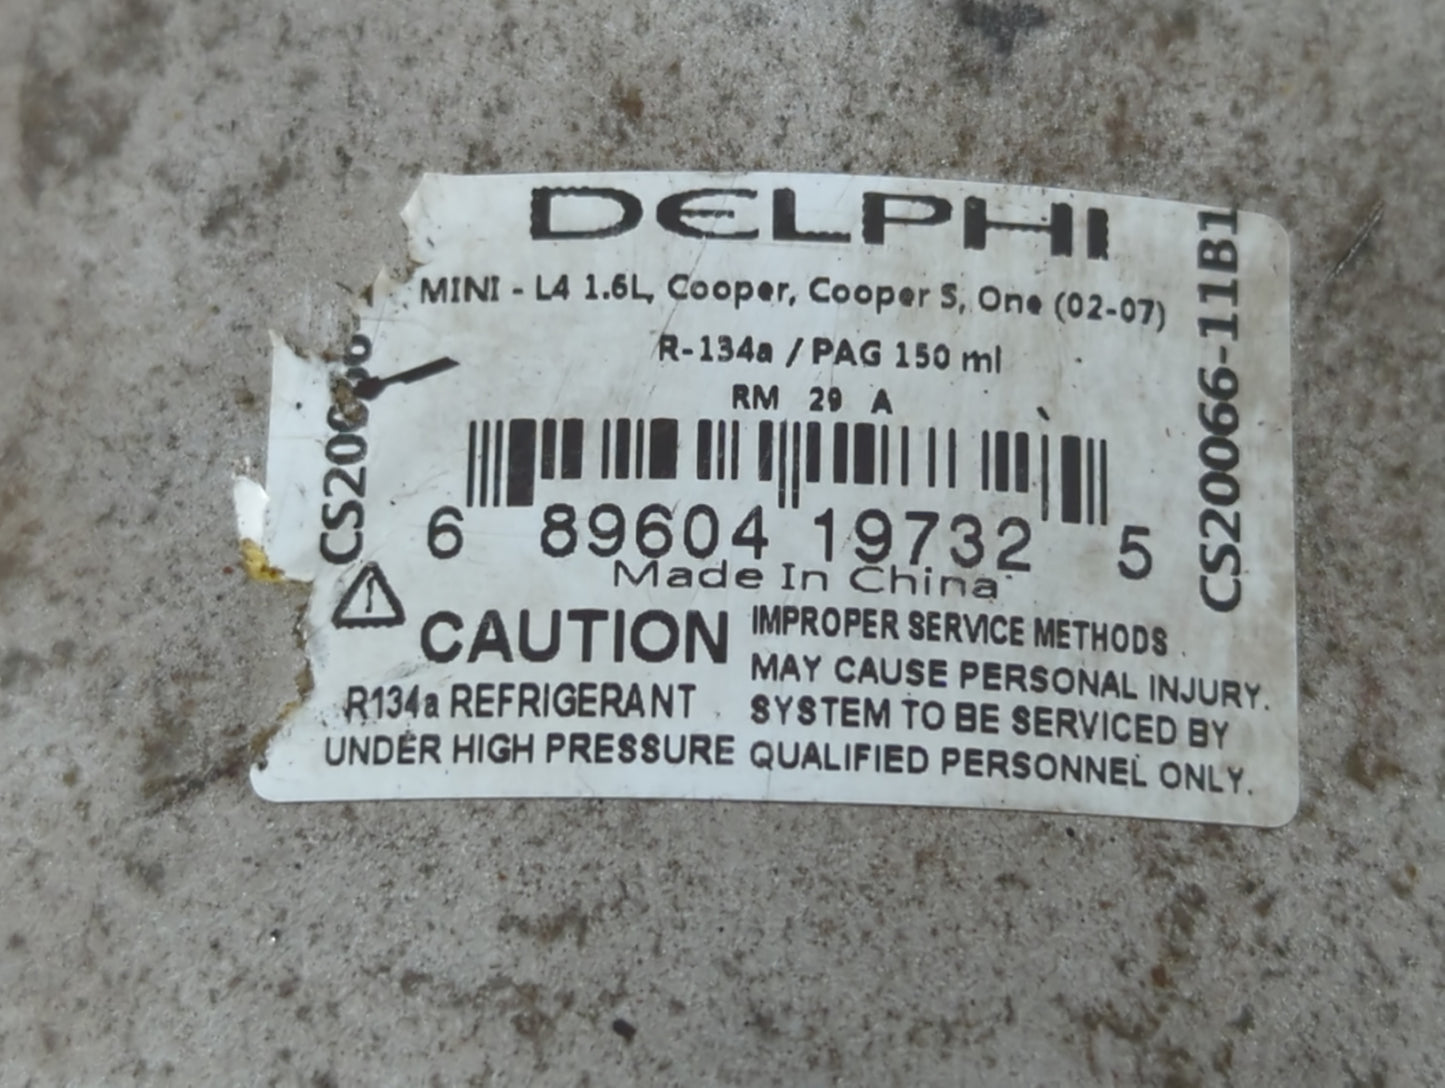 DELPHI
MINI - L4 1.6L, Cooper, Cooper S, One (02-07)
R-134a / PAG 150 ml
RM 29 A
6 89604 19732 5
Made In China
CAUTION
R134a REFRIGERANT
UNDER HIGH PRESSURE
IMPROPER SERVICE METHODS
MAY CAUSE PERSONAL INJURY.
SYSTEM TO BE SERVICED BY
QUALIFIED PERSONNEL ONLY.
CS20066-11B1